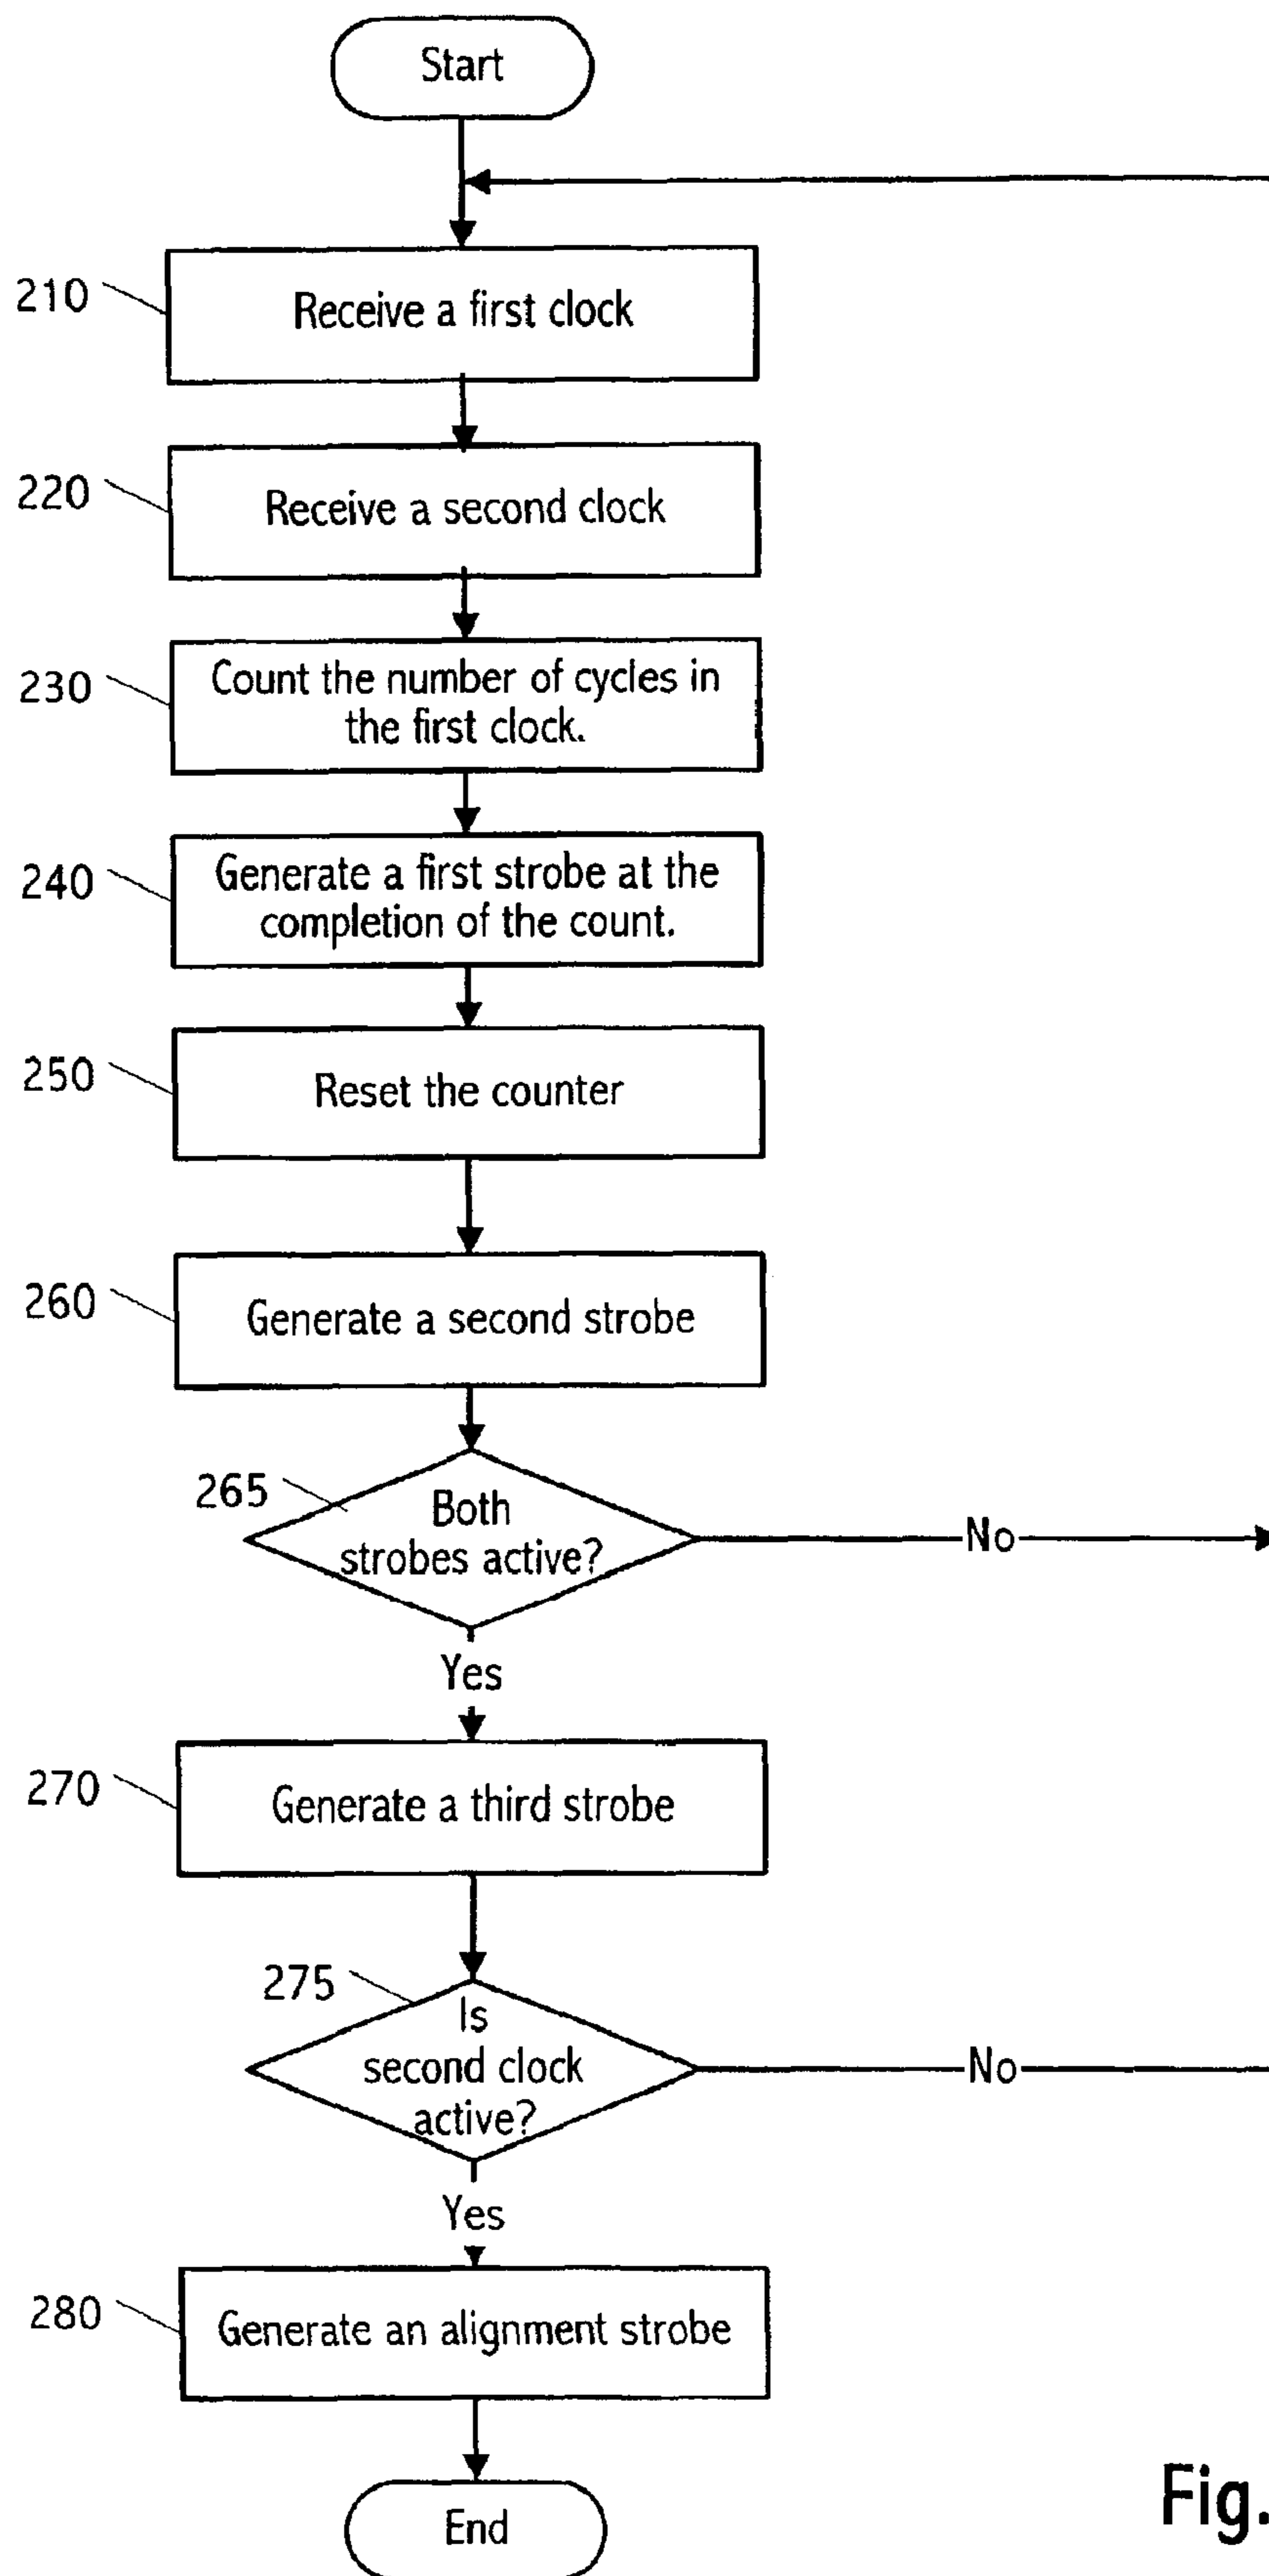 Start
210
Receive a first clock
220
Receive a second clock
230
Count the number of cycles in
the first clock.
240
Generate a first strobe at the
completion of the count.
250
Reset the counter
260
Generate a second strobe
265
Both
strobes active?
No
Yes
270
Generate a third strobe
275
Is
second clock
active?
No
Yes
280
Generate an alignment strobe
End
Fig.